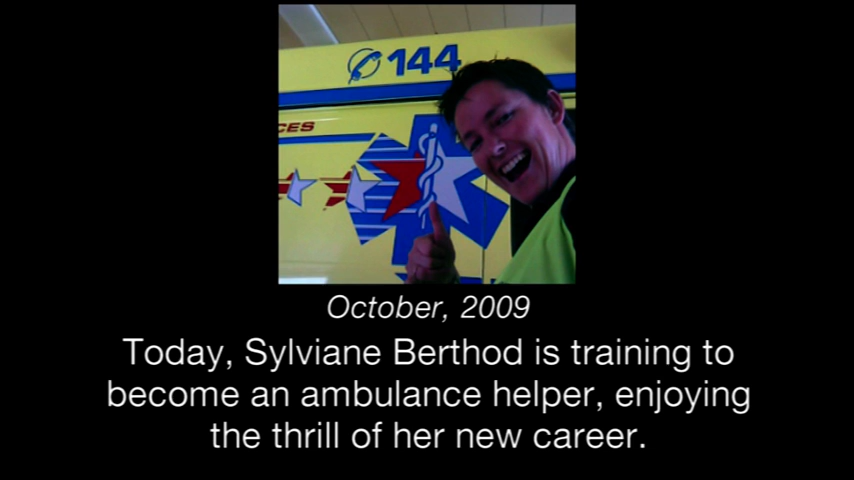 144
CES
October, 2009
Today, Sylviane Berthod is training to
become an ambulance helper, enjoying
the thrill of her new career.